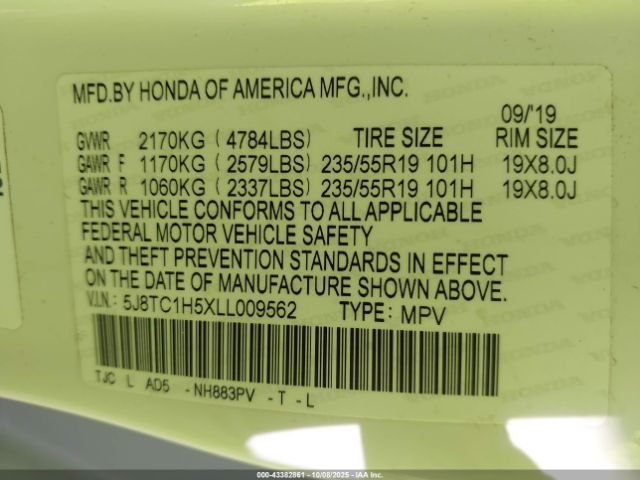 MFD.BY HONDA OF AMERICA MFG.,INC.
09/'19
GVWR 2170KG ( 4784LBS) TIRE SIZE RIM SIZE
GAWR F 1170KG ( 2579LBS) 235/55R19 101H 19X8.0J
GAWR R 1060KG ( 2337LBS) 235/55R19 101H 19X8.0J
THIS VEHICLE CONFORMS TO ALL APPLICABLE
FEDERAL MOTOR VEHICLE SAFETY
AND THEFT PREVENTION STANDARDS IN EFFECT
ON THE DATE OF MANUFACTURE SHOWN ABOVE.
V.I.N.: 5J8TC1H5XLL009562 TYPE: MPV
TJC L AD5 -NH883PV -T -L
000-43382861 10/08/2025 IAA Inc.